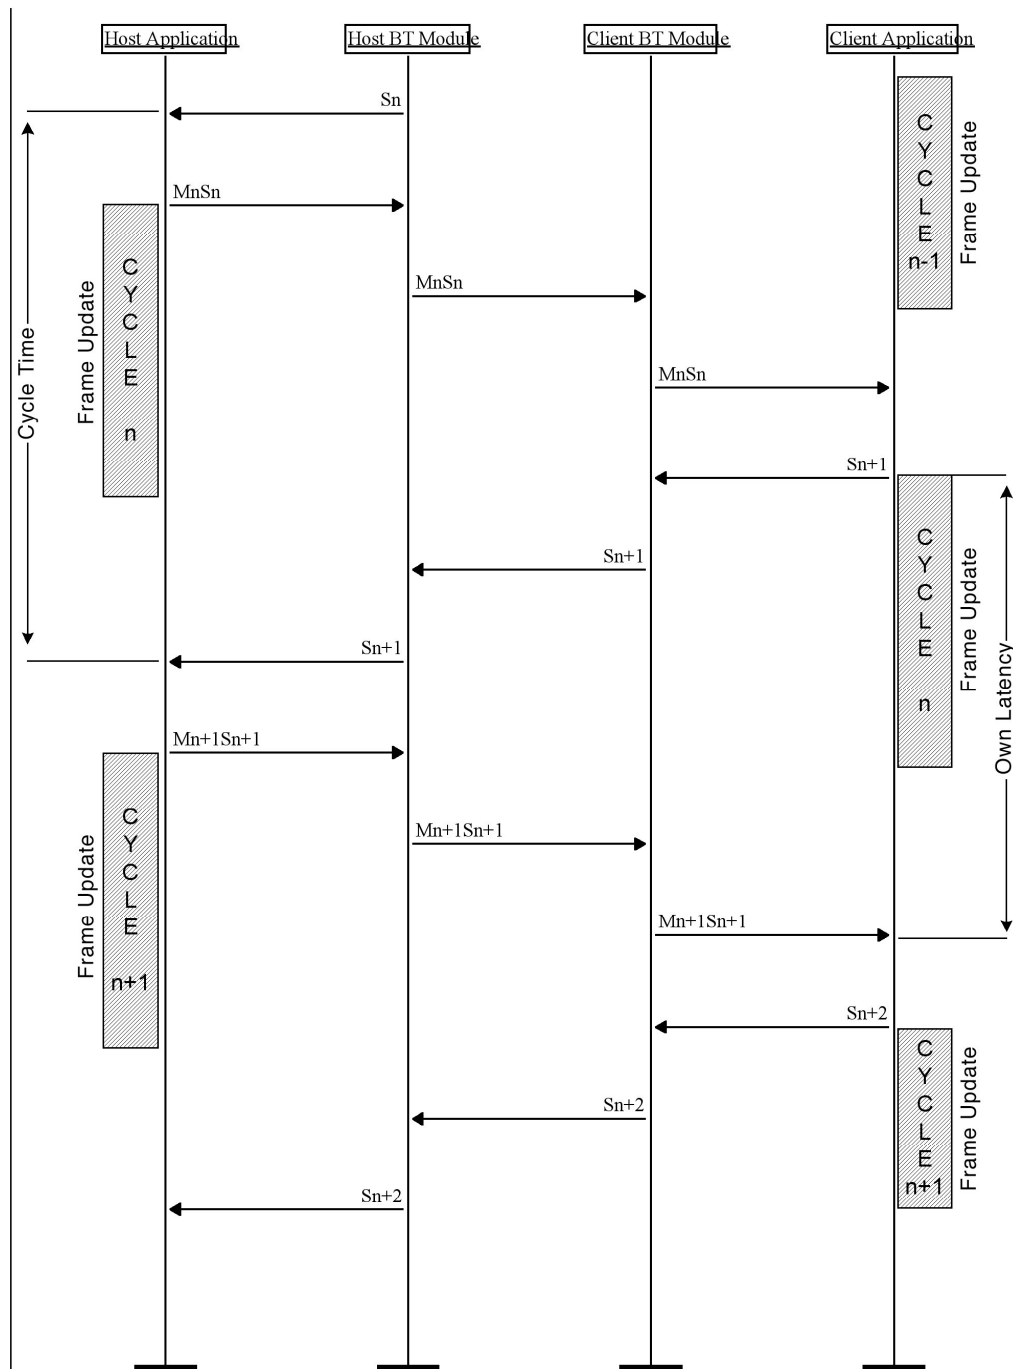 Host Application
Host BT Module
Client BT Module
Client Application
Sn
CYCLE n-1
Frame Update
MnSn
CYCLE n
Frame Update
Cycle Time
MnSn
MnSn
Sn+1
CYCLE n
Frame Update
Own Latency
Sn+1
Sn+1
Mn+1Sn+1
CYCLE n+1
Frame Update
Mn+1Sn+1
Mn+1Sn+1
Sn+2
CYCLE n+1
Frame Update
Sn+2
Sn+2